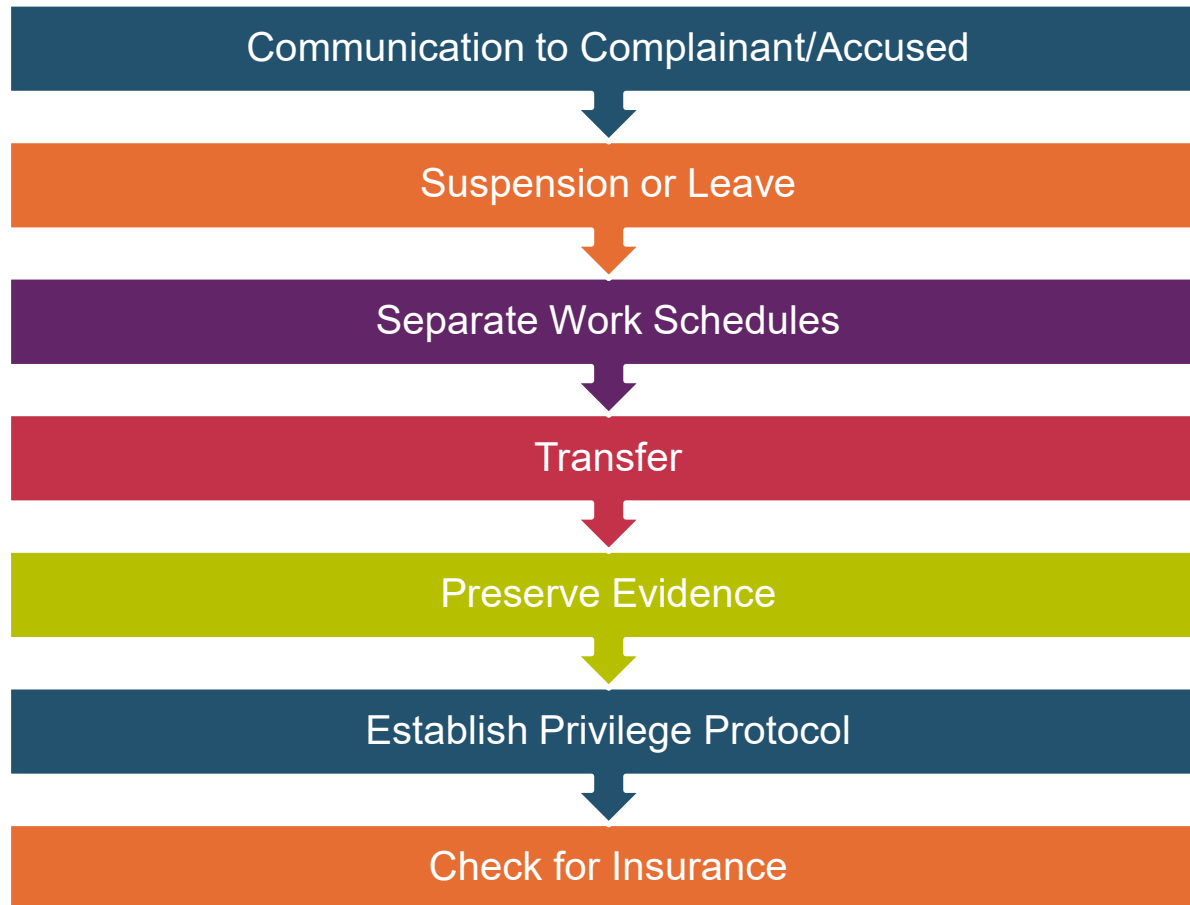 Communication to Complainant/Accused
Suspension or Leave
Separate Work Schedules
Transfer
Preserve Evidence
Establish Privilege Protocol
Check for Insurance